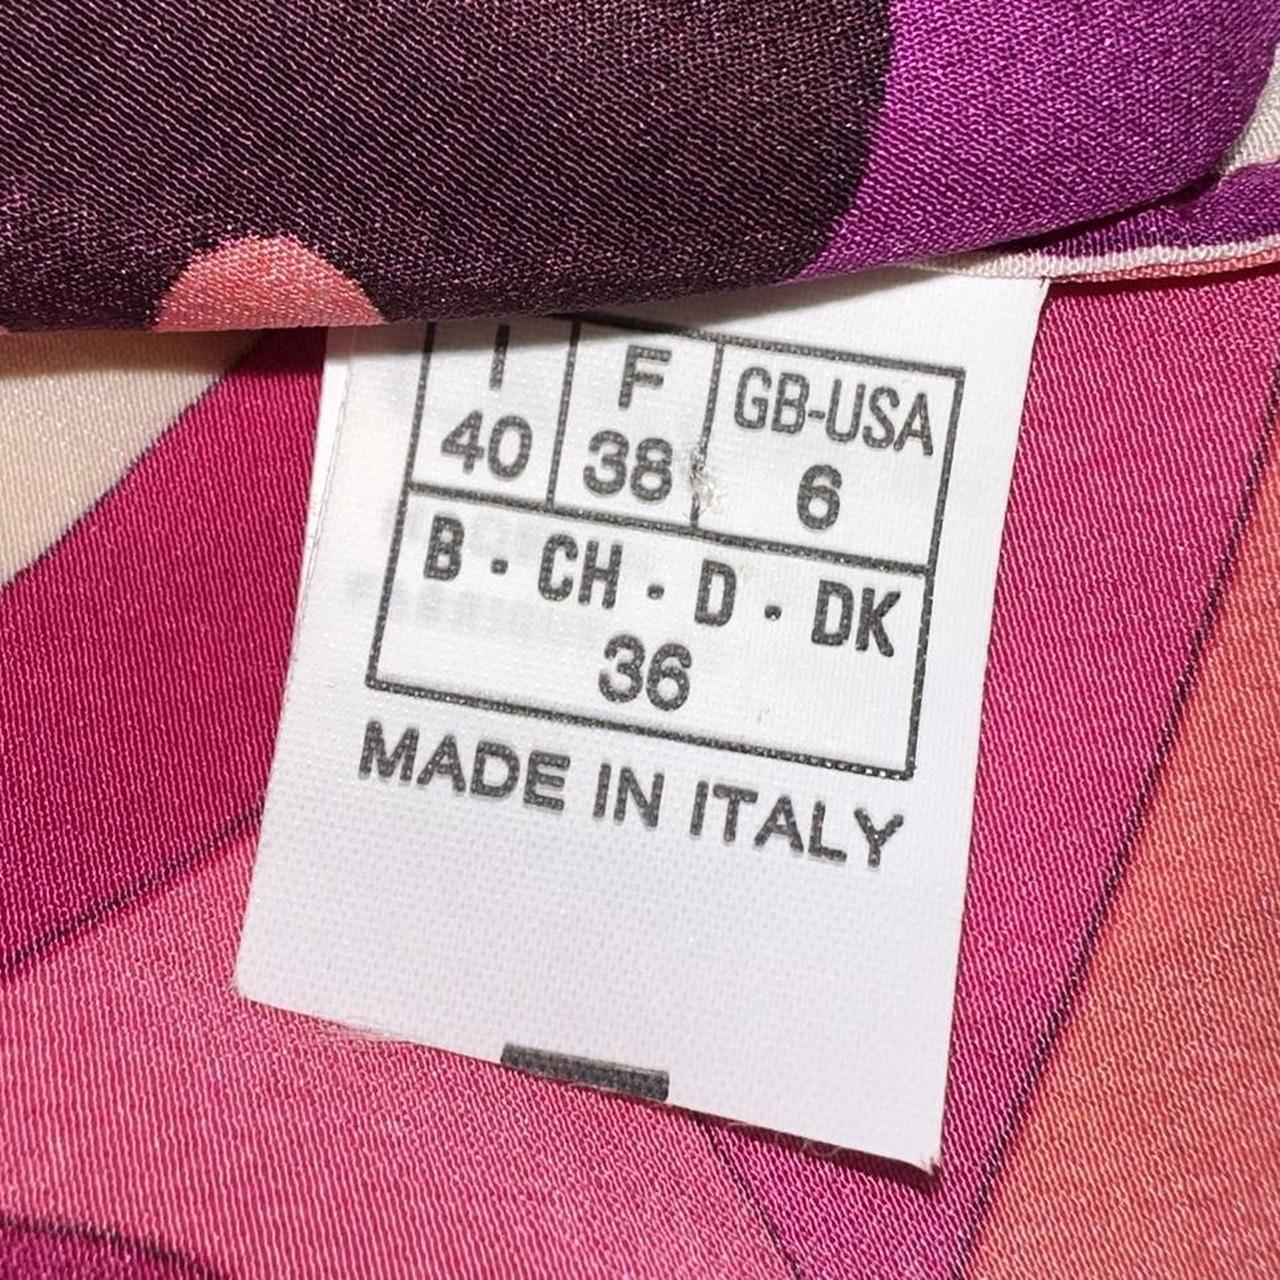 I F GB-USA
40 38 6
B · CH · D · DK
36
MADE IN ITALY